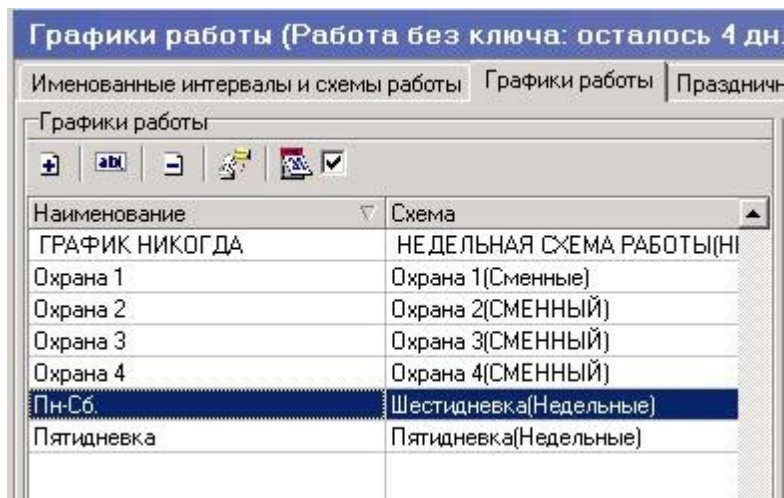 Графики работы (Работа без ключа: осталось 4 дн.
Именованные интервалы и схемы работы Графики работы
Графики работы
ab
Наименование Схема
ГРАФИК НИКОГДА НЕДЕЛЬНАЯ СХЕМА РАБОТЫ
Охрана 1 Охрана 1(Сменные)
Охрана 2 Охрана 2(СМЕННЫЙ)
Охрана 3 Охрана 3(СМЕННЫЙ)
Охрана 4 Охрана 4(СМЕННЫЙ)
Пн-Сб. Шестидневка(Недельные)
Пятидневка Пятидневка(Недельные)